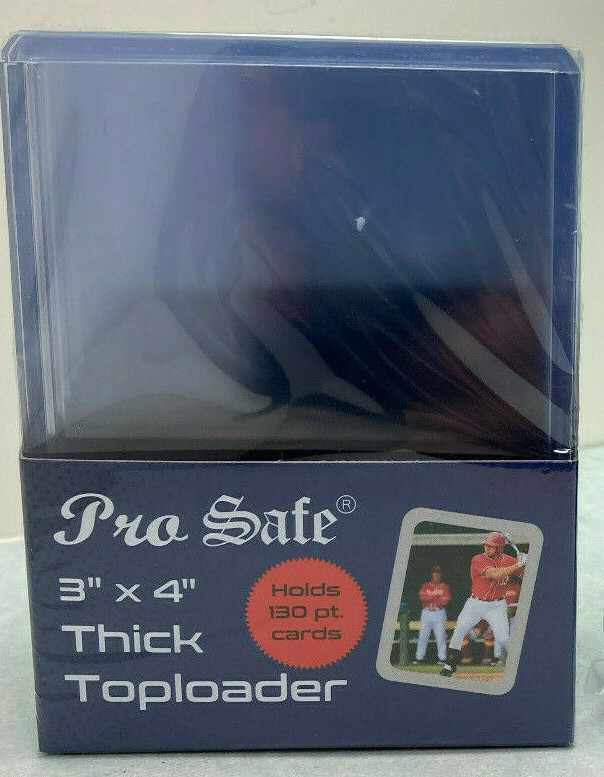 Pro Safe®
3" x 4"
Thick
Toploader
Holds
130 pt.
cards